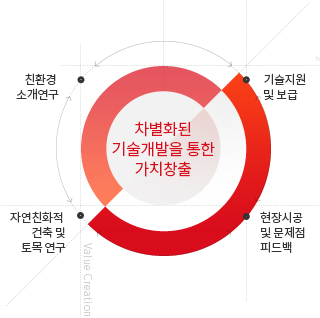 친환경
소개연구
기술지원
및 보급
차별화된
기술개발을 통한
가치창출
자연친화적
건축 및
토목 연구
현장시공
및 문제점
피드백
Value Creation